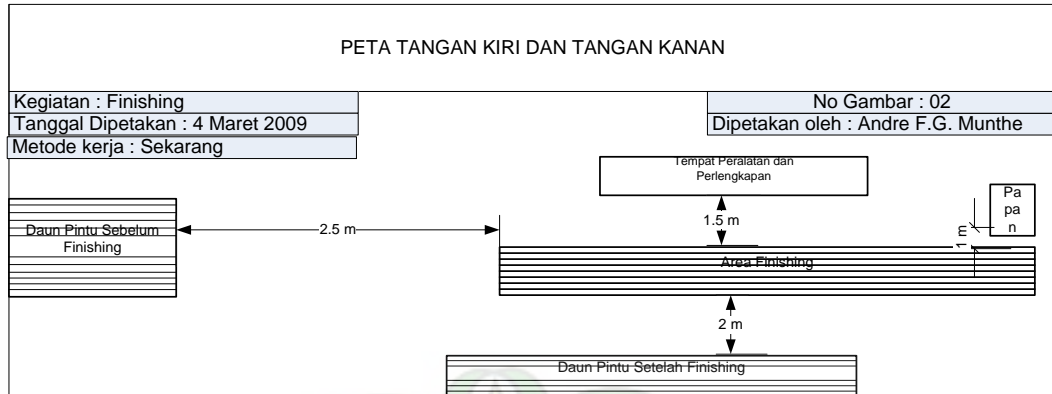 PETA TANGAN KIRI DAN TANGAN KANAN
Kegiatan : Finishing
No Gambar : 02
Tanggal Dipetakan : 4 Maret 2009
Dipetakan oleh : Andre F.G. Munthe
Metode kerja : Sekarang
Tempat Peralatan dan
Perlengkapan
Pa
pa
n
1.5 m
1 m
Daun Pintu Sebelum
Finishing
2.5 m
Area Finishing
2 m
Daun Pintu Setelah Finishing